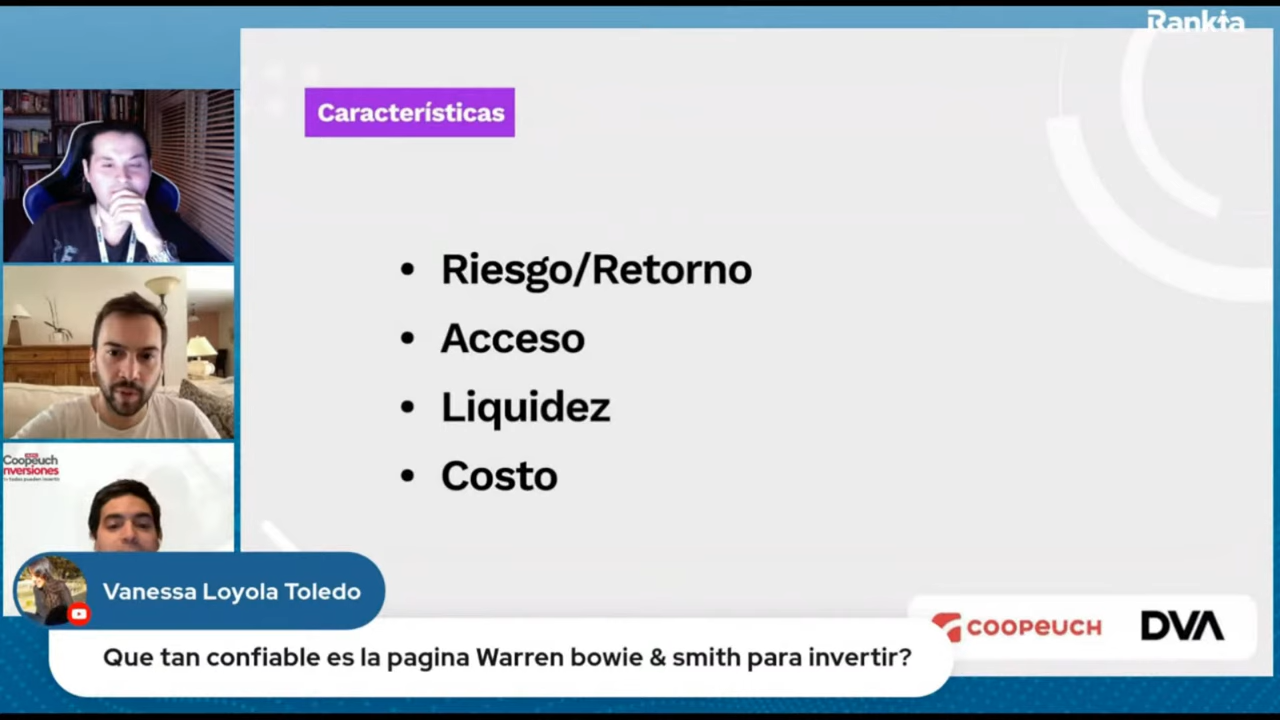 Rankia
Características
• Riesgo/Retorno
• Acceso
• Liquidez
• Costo
Coopeuch
nversiones
Vanessa Loyola Toledo
Que tan confiable es la pagina Warren bowie & smith para invertir?
COOPEUCH
DVA